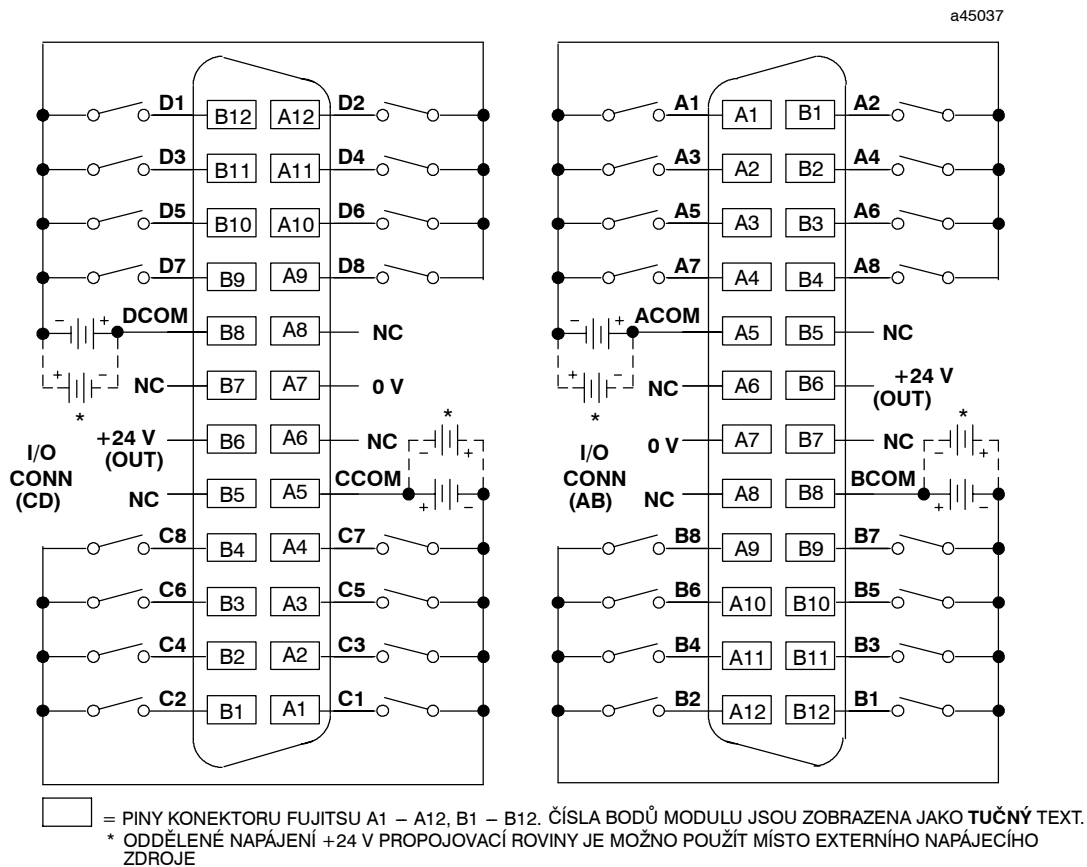 a45037
D1 B12 A12 D2
D3 B11 A11 D4
D5 B10 A10 D6
D7 B9 A9 D8
− + DCOM B8 A8 NC
+ − NC B7 A7 0 V
*
+24 V (OUT) B6 A6 NC
*
− +
I/O CONN (CD)
NC B5 A5 CCOM + −
C8 B4 A4 C7
C6 B3 A3 C5
C4 B2 A2 C3
C2 B1 A1 C1
A1 A1 B1 A2
A3 A2 B2 A4
A5 A3 B3 A6
A7 A4 B4 A8
− + ACOM A5 B5 NC
+ − NC A6 B6 +24 V (OUT)
*
0 V A7 B7 NC
*
− +
I/O CONN (AB)
NC A8 B8 BCOM + −
B8 A9 B9 B7
B6 A10 B10 B5
B4 A11 B11 B3
B2 A12 B12 B1
= PINY KONEKTORU FUJITSU A1 – A12, B1 – B12. ČÍSLA BODŮ MODULU JSOU ZOBRAZENA JAKO TUČNÝ TEXT.
* ODDĚLENÉ NAPÁJENÍ +24 V PROPOJOVACÍ ROVINY JE MOŽNO POUŽÍT MÍSTO EXTERNÍHO NAPÁJECÍHO
ZDROJE